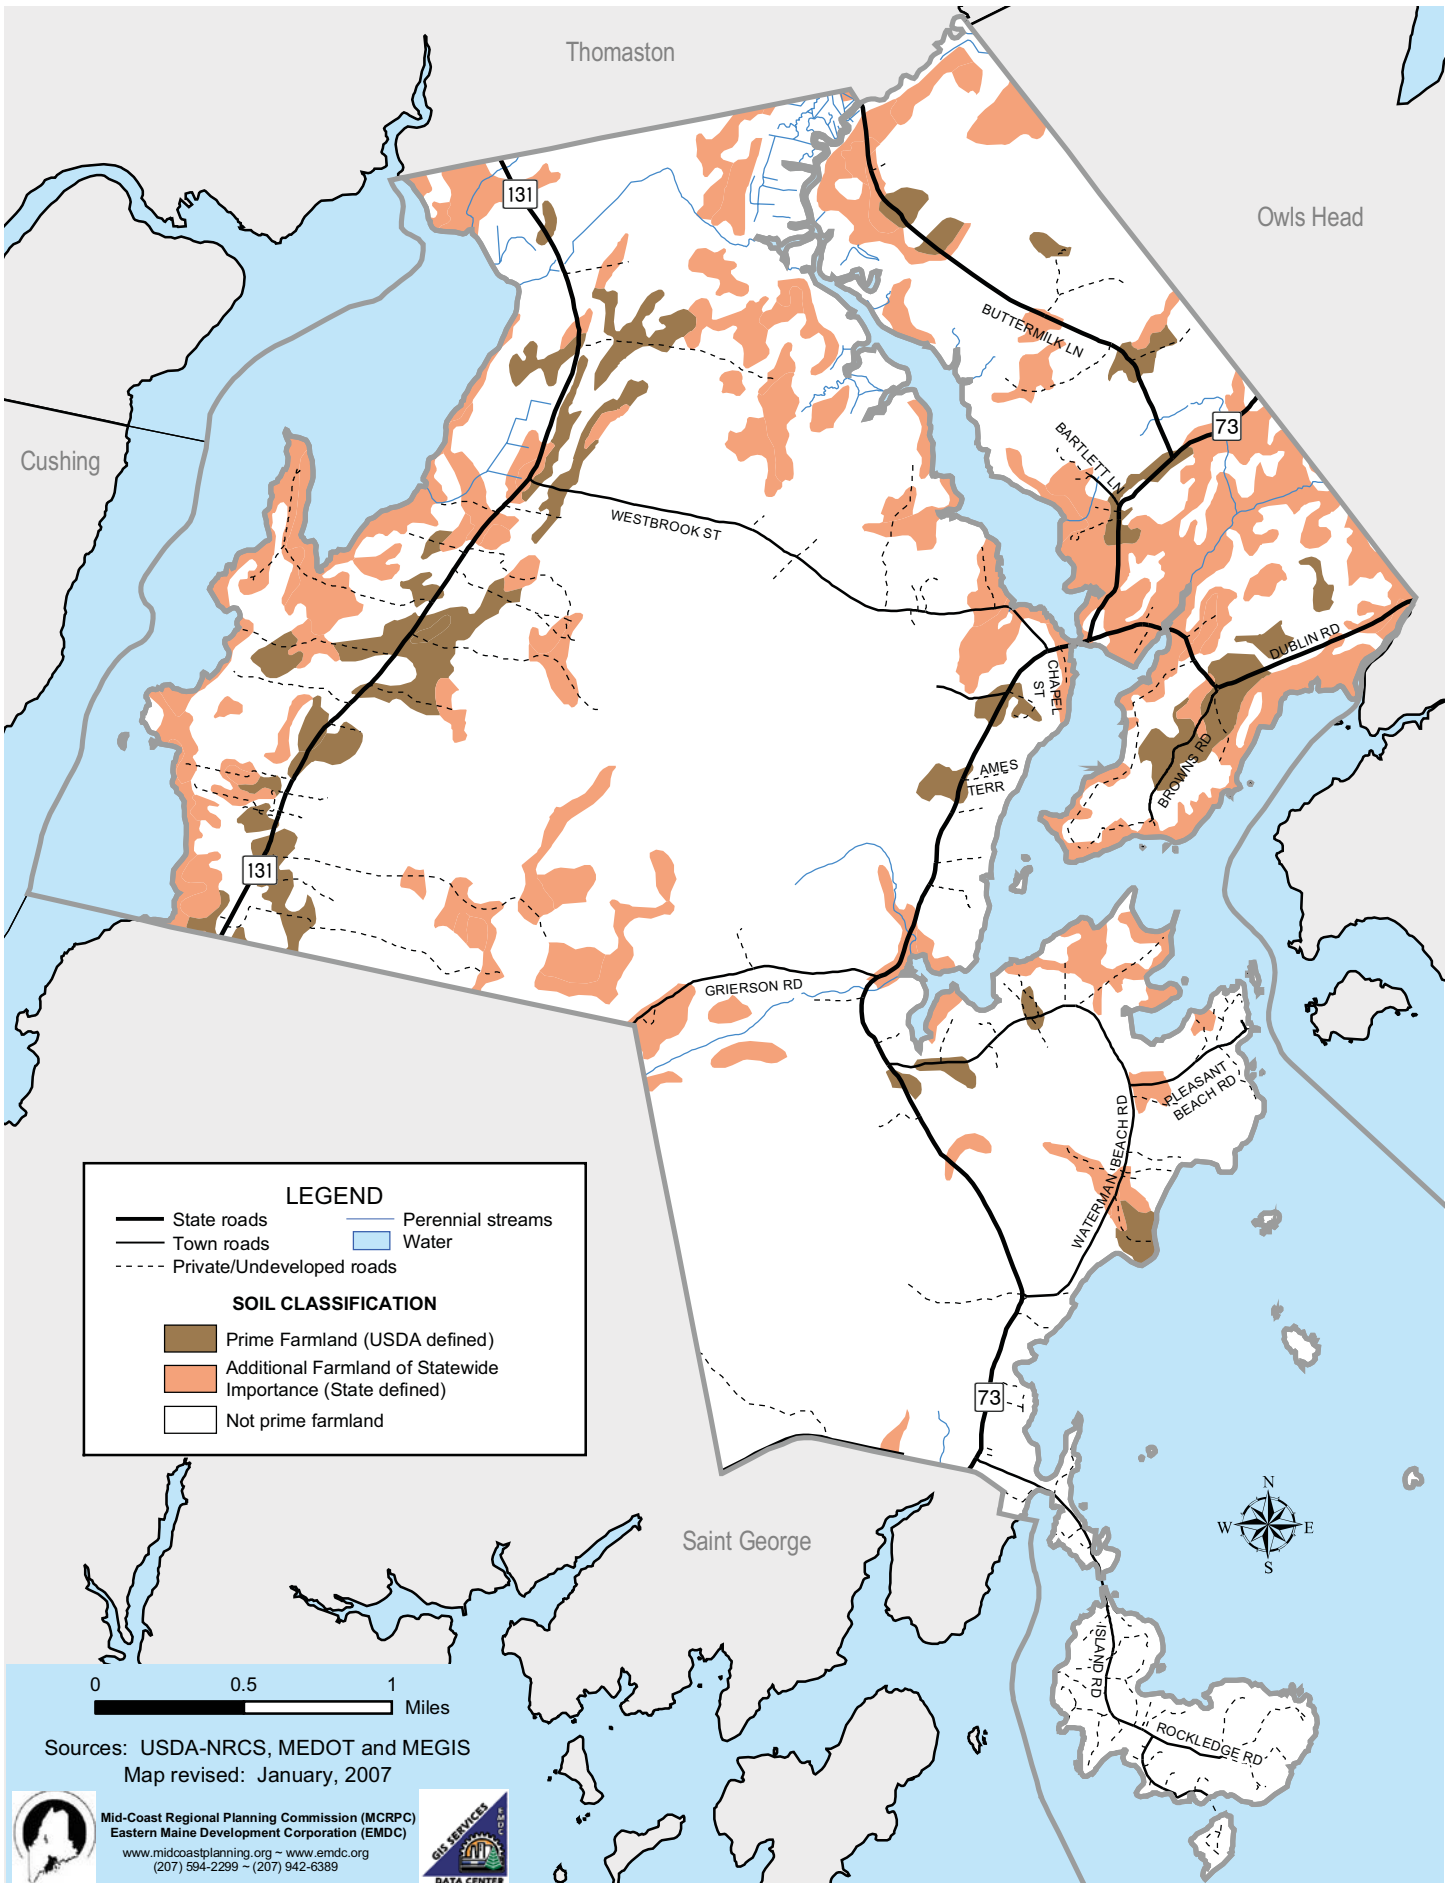 Thomaston
131
Owls Head
BUTTERMILK LN
73
BARTLETT LN
Cushing
WESTBROOK ST
DUBLIN RD
CHAPEL
ST
BROWNS RD
AMES
TERR
131
GRIERSON RD
PLEASANT
BEACH RD
WATERMAN BEACH RD
LEGEND
State roads
Perennial streams
Town roads
Water
Private/Undeveloped roads
SOIL CLASSIFICATION
Prime Farmland (USDA defined)
Additional Farmland of Statewide
Importance (State defined)
Not prime farmland
73
Saint George
N
W E
S
ISLAND RD
ROCKLEDGE RD
0 0.5 1
Miles
Sources: USDA-NRCS, MEDOT and MEGIS
Map revised: January, 2007
Mid-Coast Regional Planning Commission (MCRPC)
Eastern Maine Development Corporation (EMDC)
www.midcoastplanning.org ~ www.emdc.org
(207) 594-2299 ~ (207) 942-6389
GIS SERVICES
EMDC
DATA CENTER